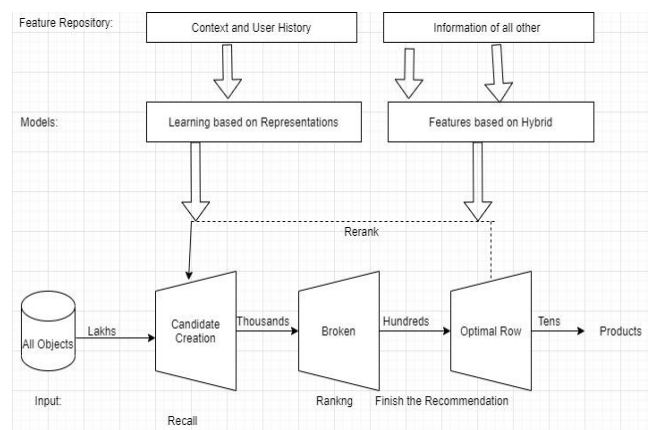 Feature Repository:
Context and User History
Information of all other
Models:
Learning based on Representations
Features based on Hybrid
Rerank
All Objects
Lakhs
Candidate
Creation
Thousands
Broken
Hundreds
Optimal Row
Tens
Products
Input:
Recall
Rankng
Finish the Recommendation